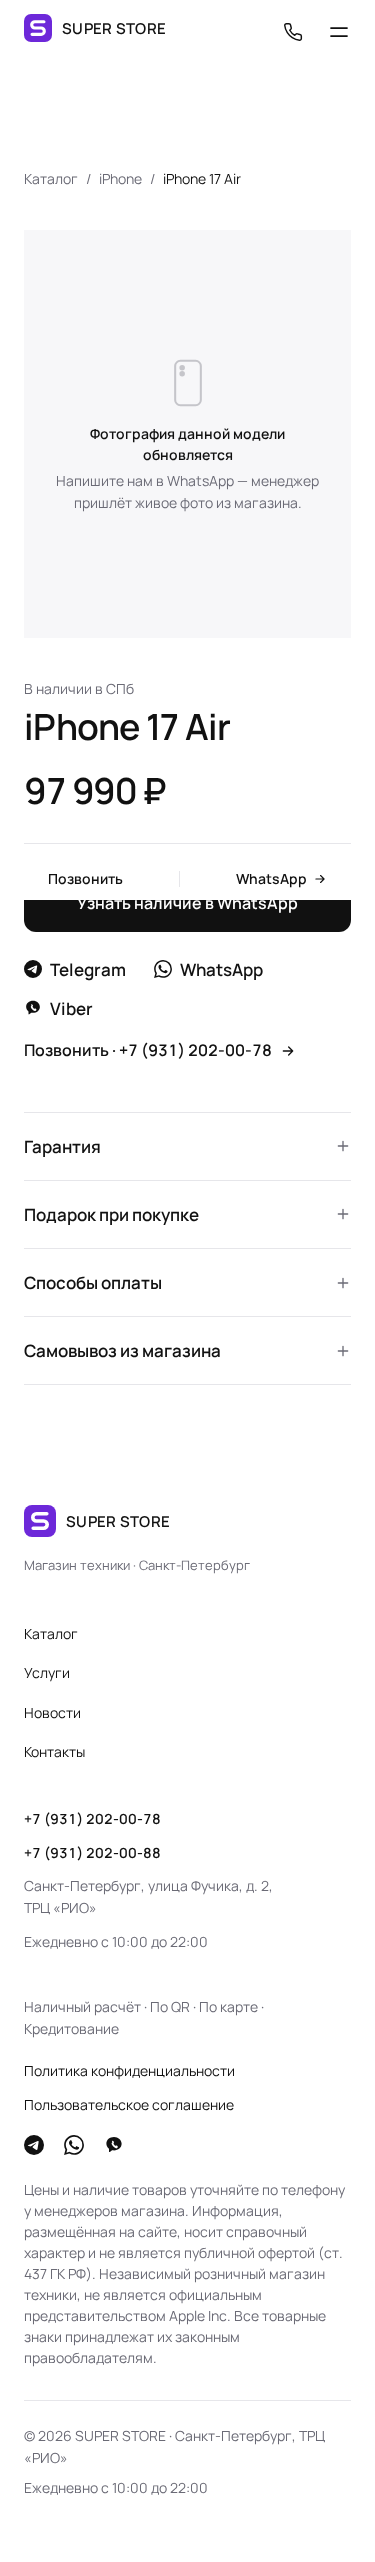 SUPER STORE
Каталог / iPhone / iPhone 17 Air
Фотография данной модели
обновляется
Напишите нам в WhatsApp — менеджер
пришлёт живое фото из магазина.
В наличии в СПб
iPhone 17 Air
97 990 ₽
Позвонить
WhatsApp →
Узнать наличие в WhatsApp
Telegram WhatsApp
Viber
Позвонить · +7 (931) 202-00-78 →
Гарантия +
Подарок при покупке +
Способы оплаты +
Самовывоз из магазина +
SUPER STORE
Магазин техники · Санкт-Петербург
Каталог
Услуги
Новости
Контакты
+7 (931) 202-00-78
+7 (931) 202-00-88
Санкт-Петербург, улица Фучика, д. 2,
ТРЦ «РИО»
Ежедневно с 10:00 до 22:00
Наличный расчёт · По QR · По карте ·
Кредитование
Политика конфиденциальности
Пользовательское соглашение
Цены и наличие товаров уточняйте по телефону
у менеджеров магазина. Информация,
размещённая на сайте, носит справочный
характер и не является публичной офертой (ст.
437 ГК РФ). Независимый розничный магазин
техники, не является официальным
представительством Apple Inc. Все товарные
знаки принадлежат их законным
правообладателям.
© 2026 SUPER STORE · Санкт-Петербург, ТРЦ
«РИО»
Ежедневно с 10:00 до 22:00